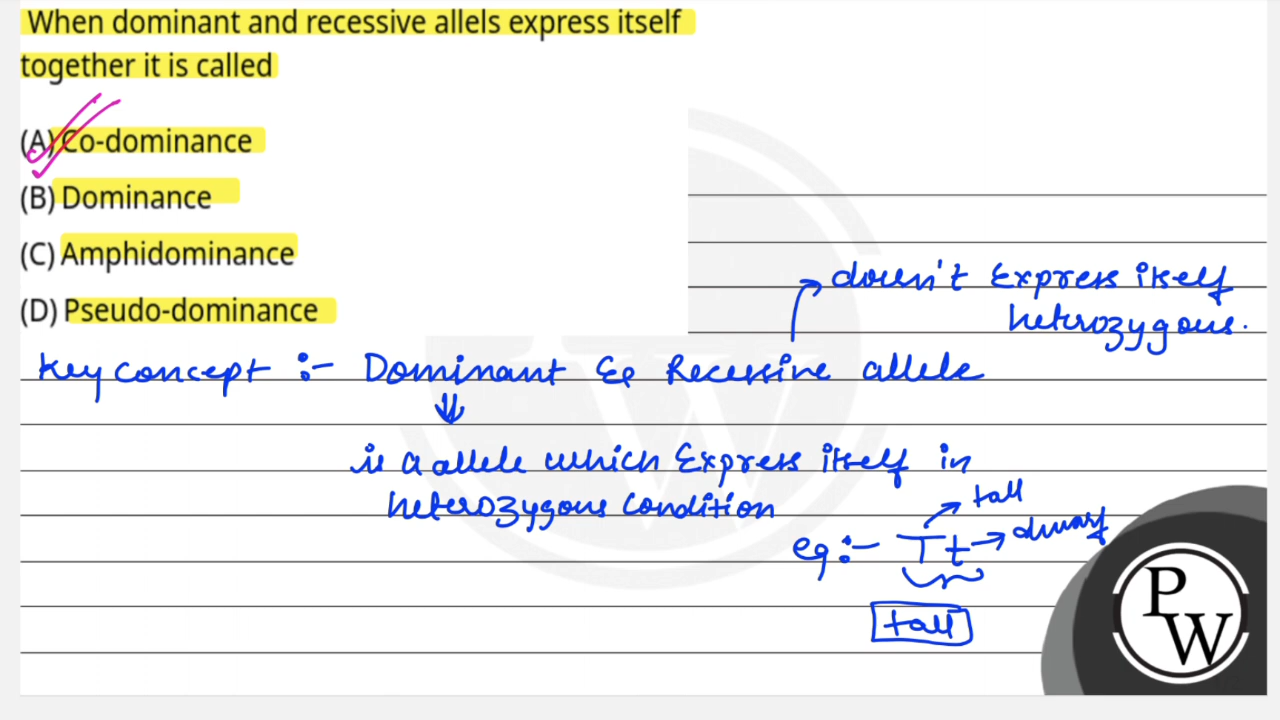 When dominant and recessive allels express itself
together it is called
(A) Co-dominance
(B) Dominance
(C) Amphidominance
(D) Pseudo-dominance
doesn't Express itself
heterozygous.
Key concept :- Dominant & Recessive allele
is a allele which Express itself in
heterozygous condition
tall
eg :- Tt dwarf
tall
P
W